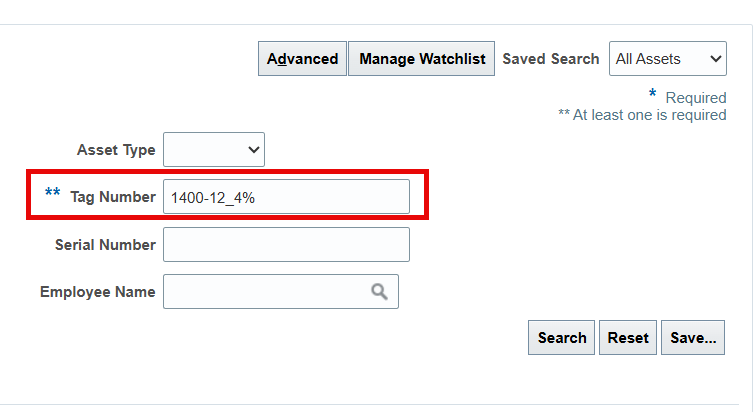 Advanced Manage Watchlist Saved Search All Assets
* Required
** At least one is required
Asset Type
** Tag Number 1400-12_4%
Serial Number
Employee Name
Search Reset Save...